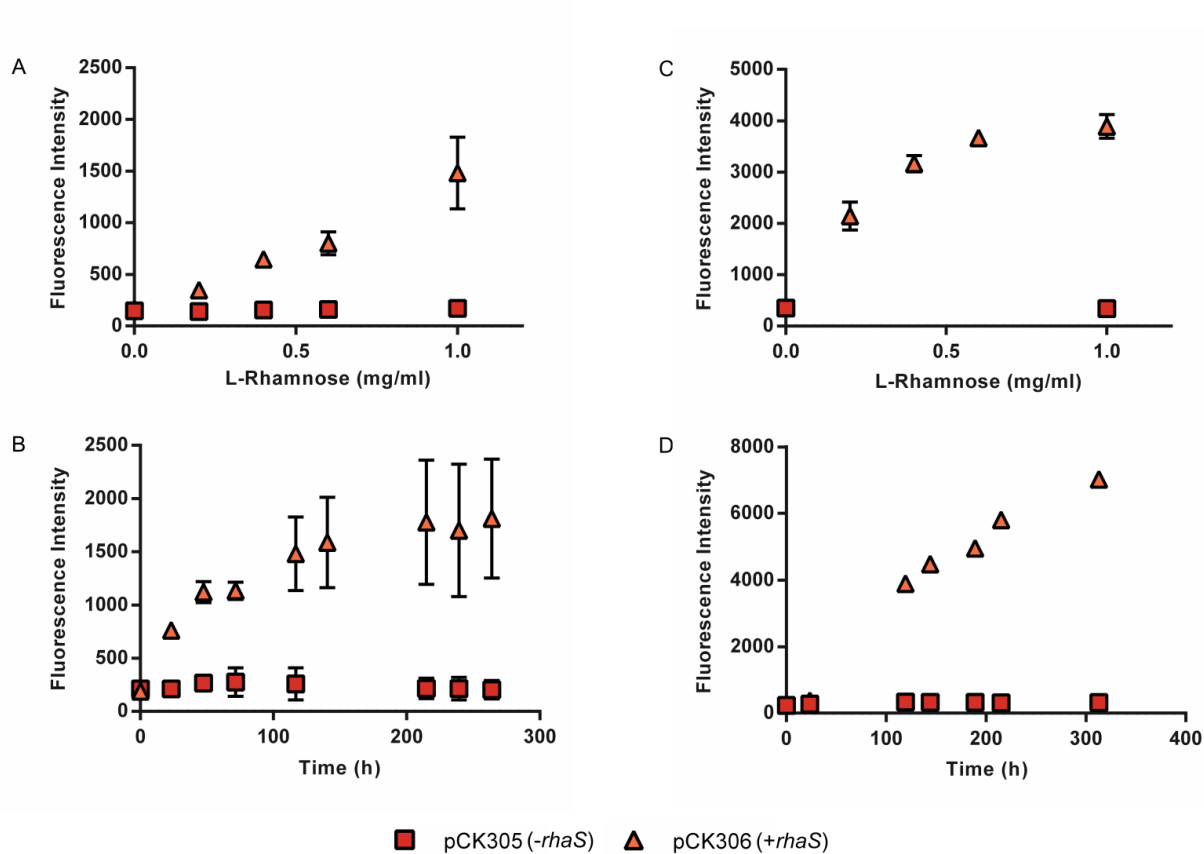 A
Fluorescence Intensity
2500
2000
1500
1000
500
0
0.0
0.5
1.0
L-Rhamnose (mg/ml)
C
Fluorescence Intensity
5000
4000
3000
2000
1000
0
0.0
0.5
1.0
L-Rhamnose (mg/ml)
B
Fluorescence Intensity
2500
2000
1500
1000
500
0
0
100
200
300
Time (h)
D
Fluorescence Intensity
8000
6000
4000
2000
0
0
100
200
300
400
Time (h)
pCK305 (-rhaS) pCK306 (+rhaS)